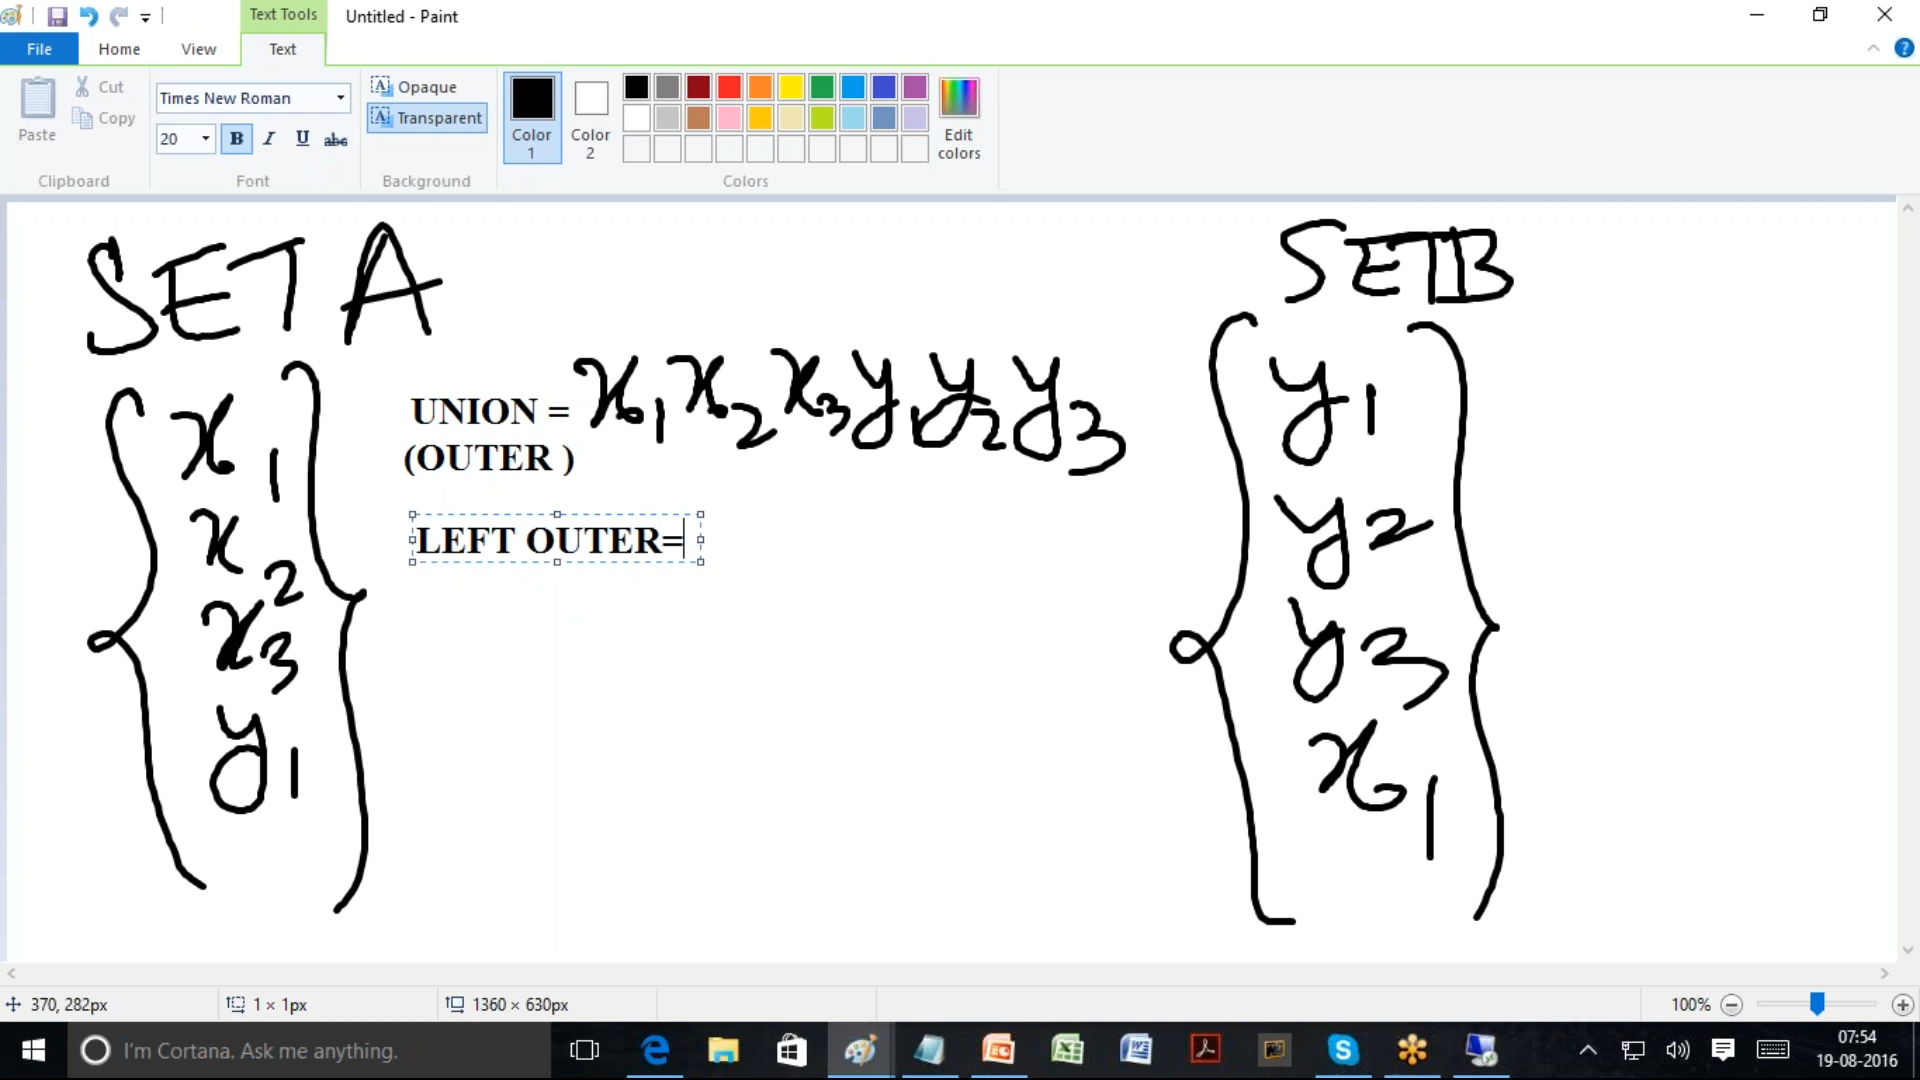 Text Tools
Untitled - Paint
File Home View Text
Cut
Copy
Paste
Clipboard
Times New Roman
20 B I U abc
Font
Opaque
Transparent
Background
Color 1
Color 2
Edit colors
Colors
SET A
x1
x2
x3
y1
UNION = x1 x2 x3 y1 y2 y3
(OUTER )
LEFT OUTER=
SET B
y1
y2
y3
x1
370, 282px
1 × 1px
1360 × 630px
100%
I'm Cortana. Ask me anything.
07:54
19-08-2016